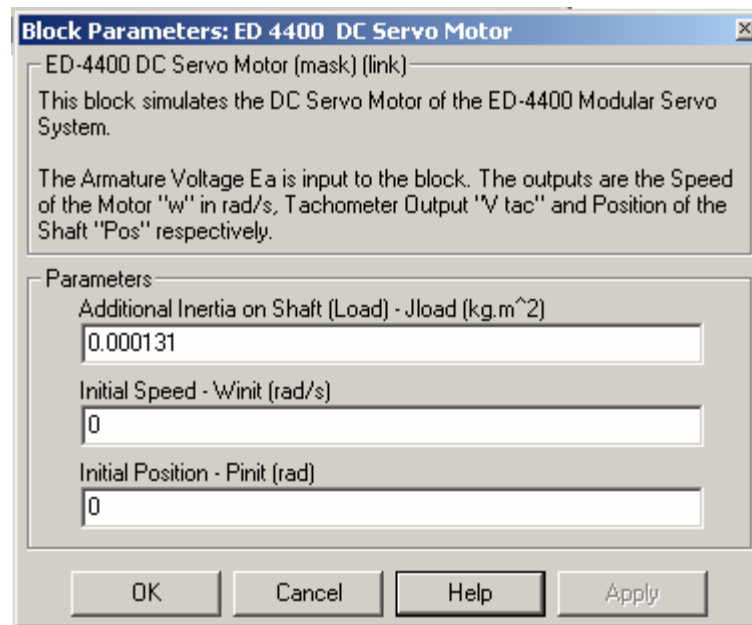 Block Parameters: ED 4400 DC Servo Motor
ED-4400 DC Servo Motor (mask) (link)
This block simulates the DC Servo Motor of the ED-4400 Modular Servo
System.
The Armature Voltage Ea is input to the block. The outputs are the Speed
of the Motor "w" in rad/s, Tachometer Output "V tac" and Position of the
Shaft "Pos" respectively.
Parameters
Additional Inertia on Shaft (Load) - Jload (kg.m^2)
0.000131
Initial Speed - Winit (rad/s)
0
Initial Position - Pinit (rad)
0
OK Cancel Help Apply